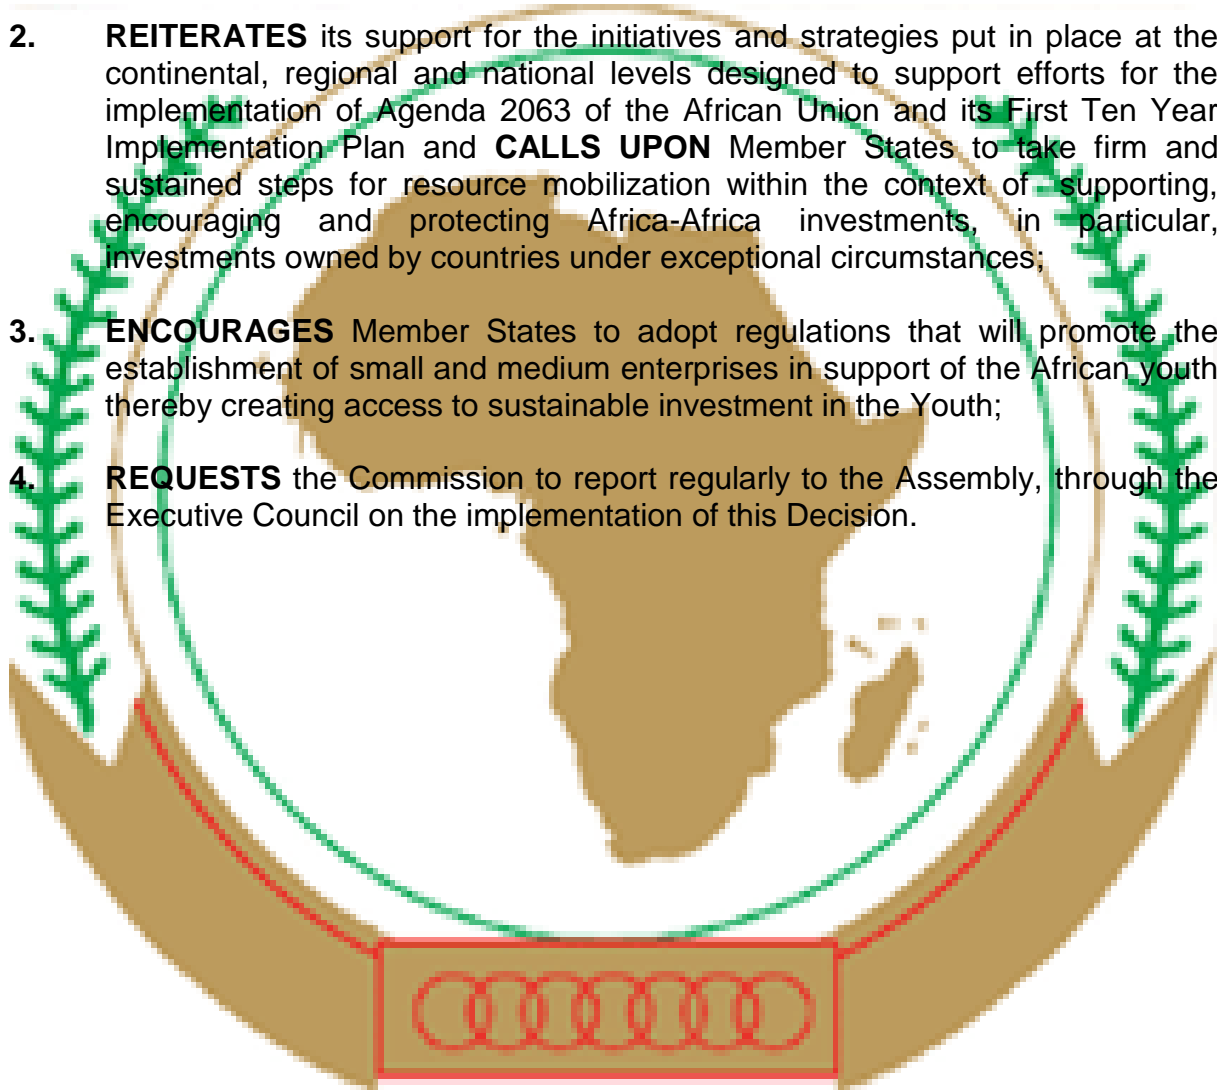 2. REITERATES its support for the initiatives and strategies put in place at the
continental, regional and national levels designed to support efforts for the
implementation of Agenda 2063 of the African Union and its First Ten Year
Implementation Plan and CALLS UPON Member States to take firm and
sustained steps for resource mobilization within the context of supporting,
encouraging and protecting Africa-Africa investments, in particular,
investments owned by countries under exceptional circumstances;
3. ENCOURAGES Member States to adopt regulations that will promote the
establishment of small and medium enterprises in support of the African youth
thereby creating access to sustainable investment in the Youth;
4. REQUESTS the Commission to report regularly to the Assembly, through the
Executive Council on the implementation of this Decision.